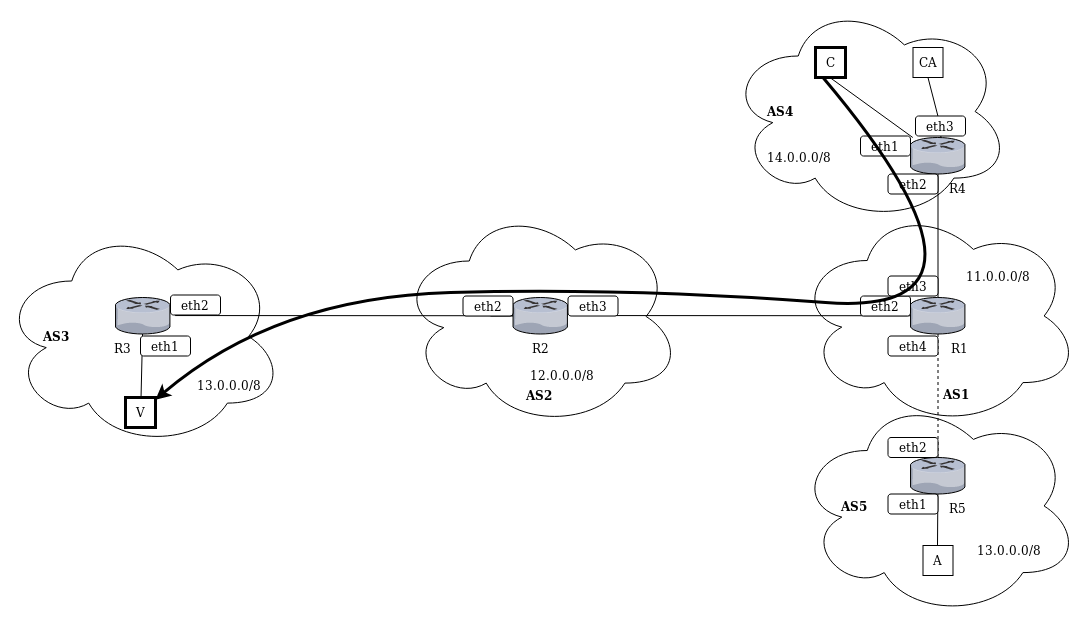 C
CA
AS4
eth3
eth1
14.0.0.0/8
eth2
R4
11.0.0.0/8
eth3
eth2
eth2
eth3
eth2
AS3
R3
eth1
R2
eth4
R1
12.0.0.0/8
13.0.0.0/8
AS2
AS1
V
eth2
AS5
eth1
R5
13.0.0.0/8
A